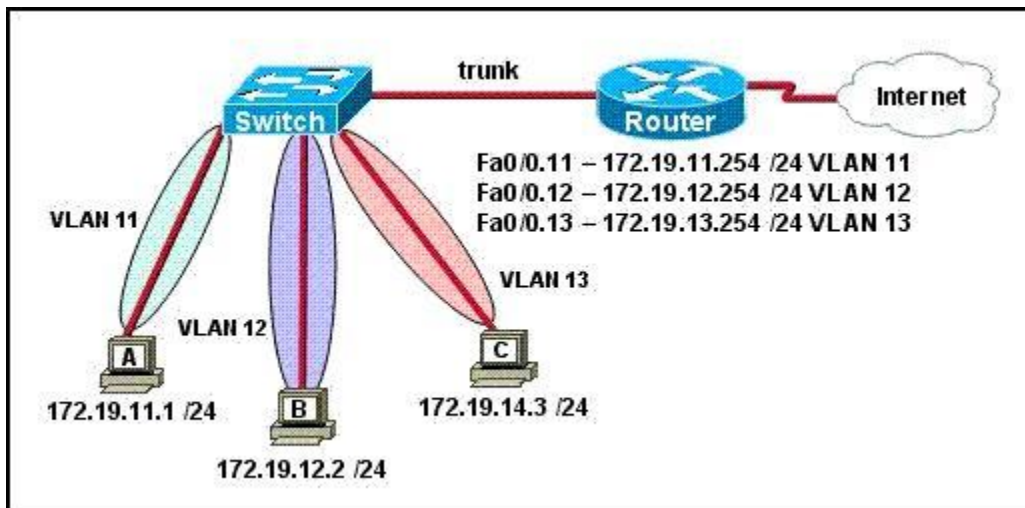 trunk
Switch
Router
Internet
Fa0/0.11 – 172.19.11.254 /24 VLAN 11
Fa0/0.12 – 172.19.12.254 /24 VLAN 12
Fa0/0.13 – 172.19.13.254 /24 VLAN 13
VLAN 11
VLAN 12
VLAN 13
A
B
C
172.19.11.1 /24
172.19.12.2 /24
172.19.14.3 /24